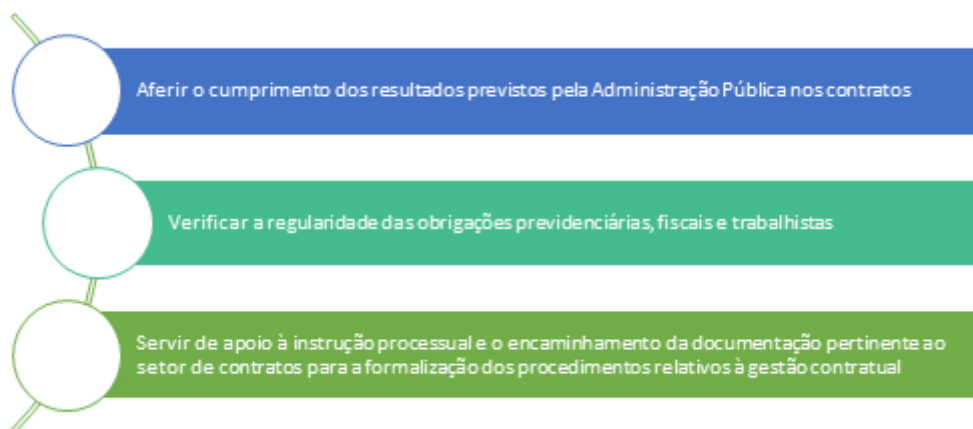 Aferir o cumprimento dos resultados previstos pela Administração Pública nos contratos
Verificar a regularidade das obrigações previdenciárias, fiscais e trabalhistas
Servir de apoio à instrução processual e o encaminhamento da documentação pertinente ao
setor de contratos para a formalização dos procedimentos relativos à gestão contratual